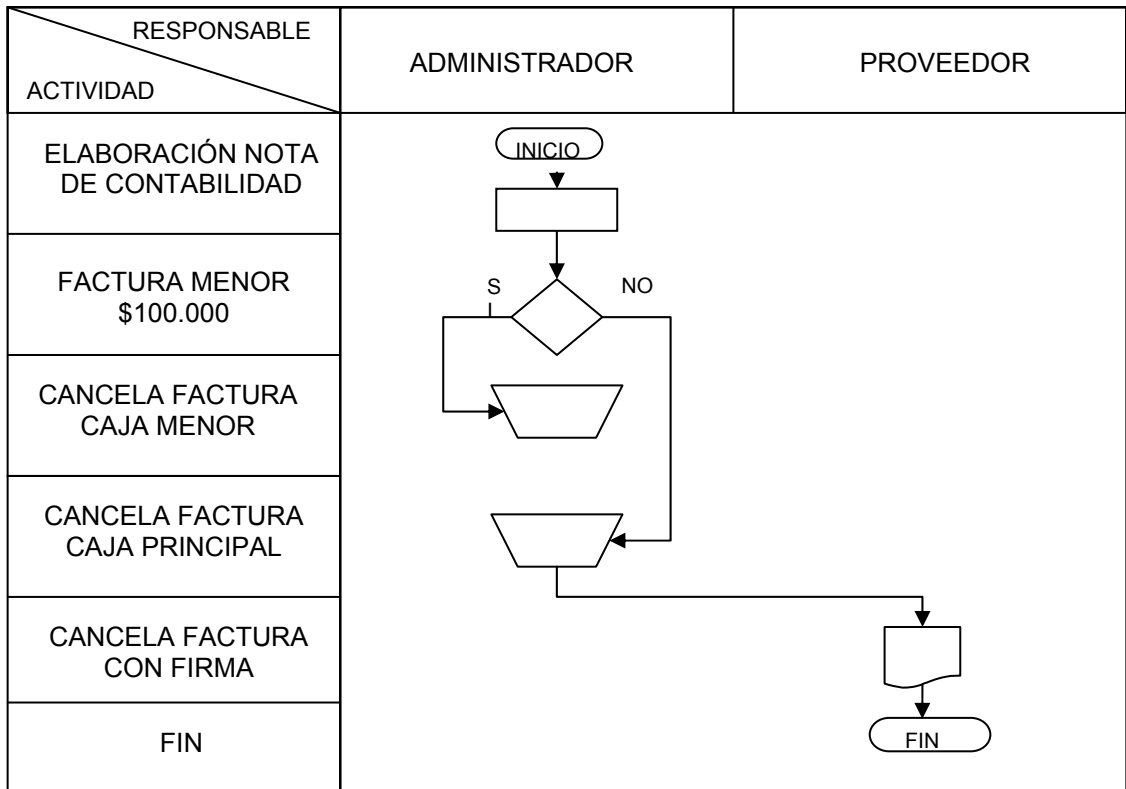 RESPONSABLE
ACTIVIDAD
ADMINISTRADOR
PROVEEDOR
ELABORACIÓN NOTA
DE CONTABILIDAD
INICIO
FACTURA MENOR
$100.000
S
NO
CANCELA FACTURA
CAJA MENOR
CANCELA FACTURA
CAJA PRINCIPAL
CANCELA FACTURA
CON FIRMA
FIN
FIN